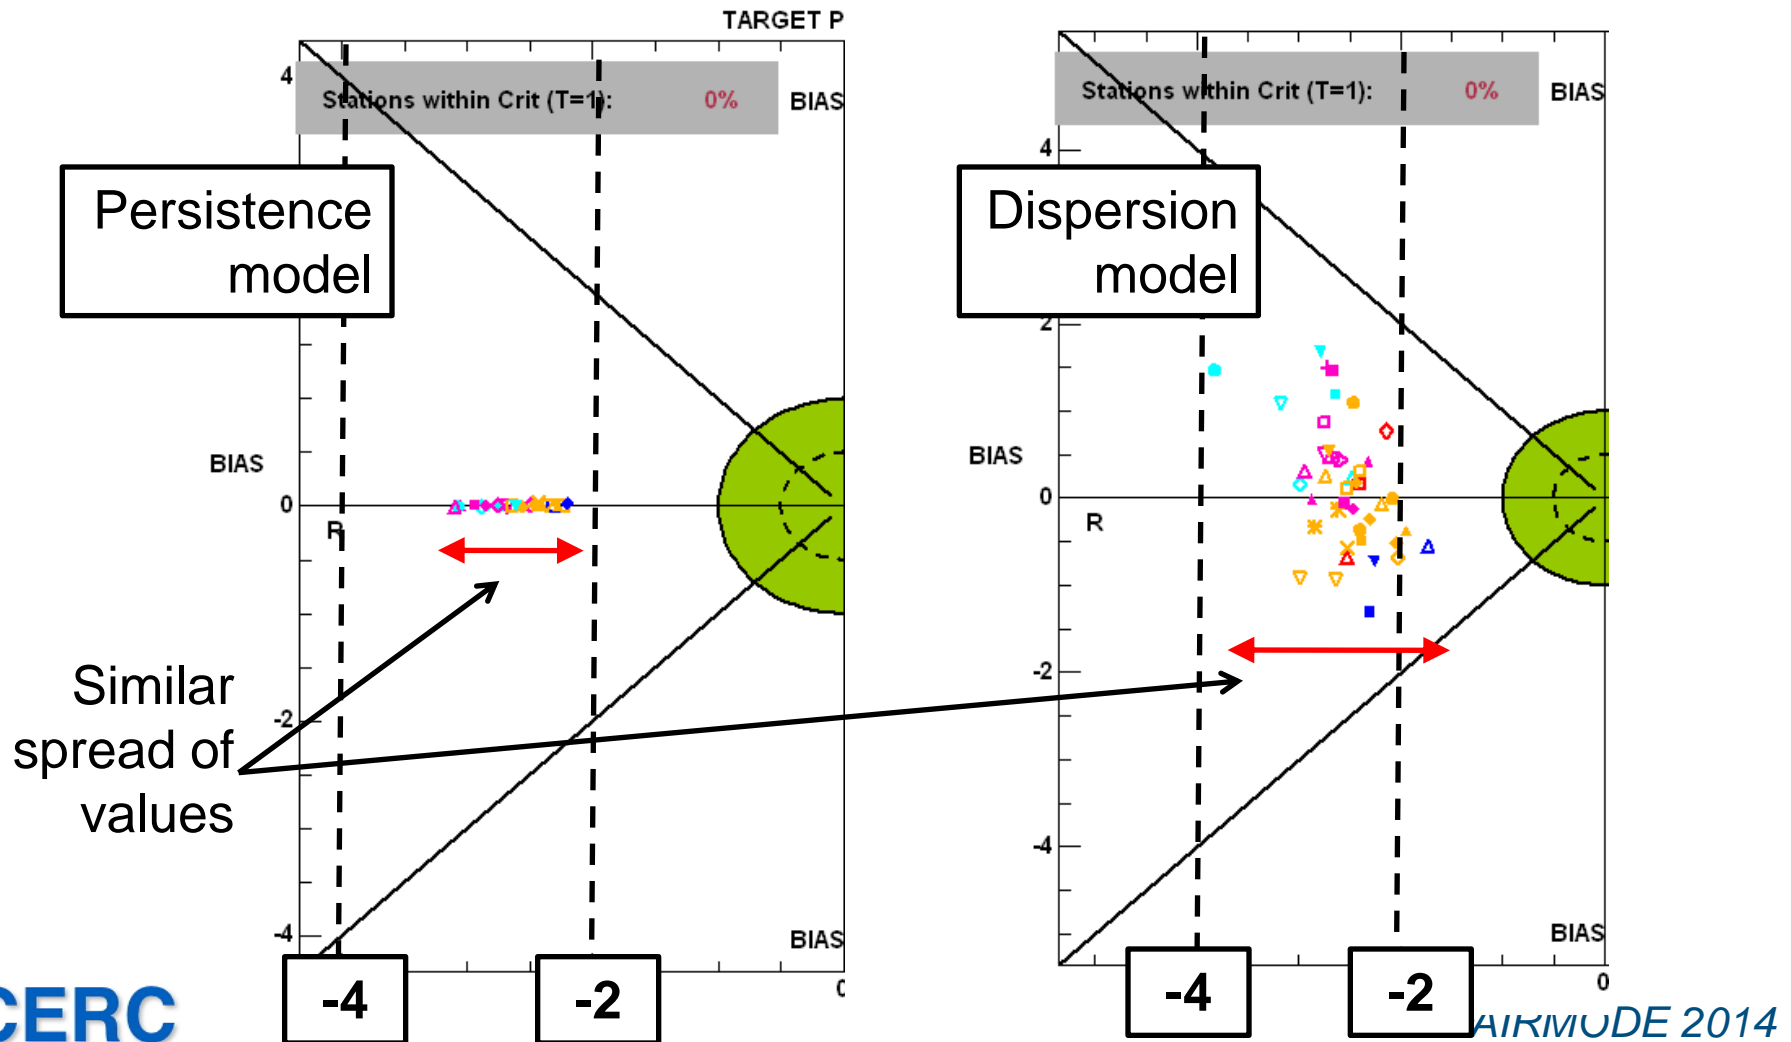 TARGET P
4
Stations within Crit (T=1): 0%
BIAS
Persistence
model
BIAS
0
R
-2
-4
BIAS
0
-4
-2
Similar
spread of
values
Stations within Crit (T=1): 0%
BIAS
4
Dispersion
model
2
BIAS
0
R
-2
-4
BIAS
0
-4
-2
CERC
AIRMODE 2014